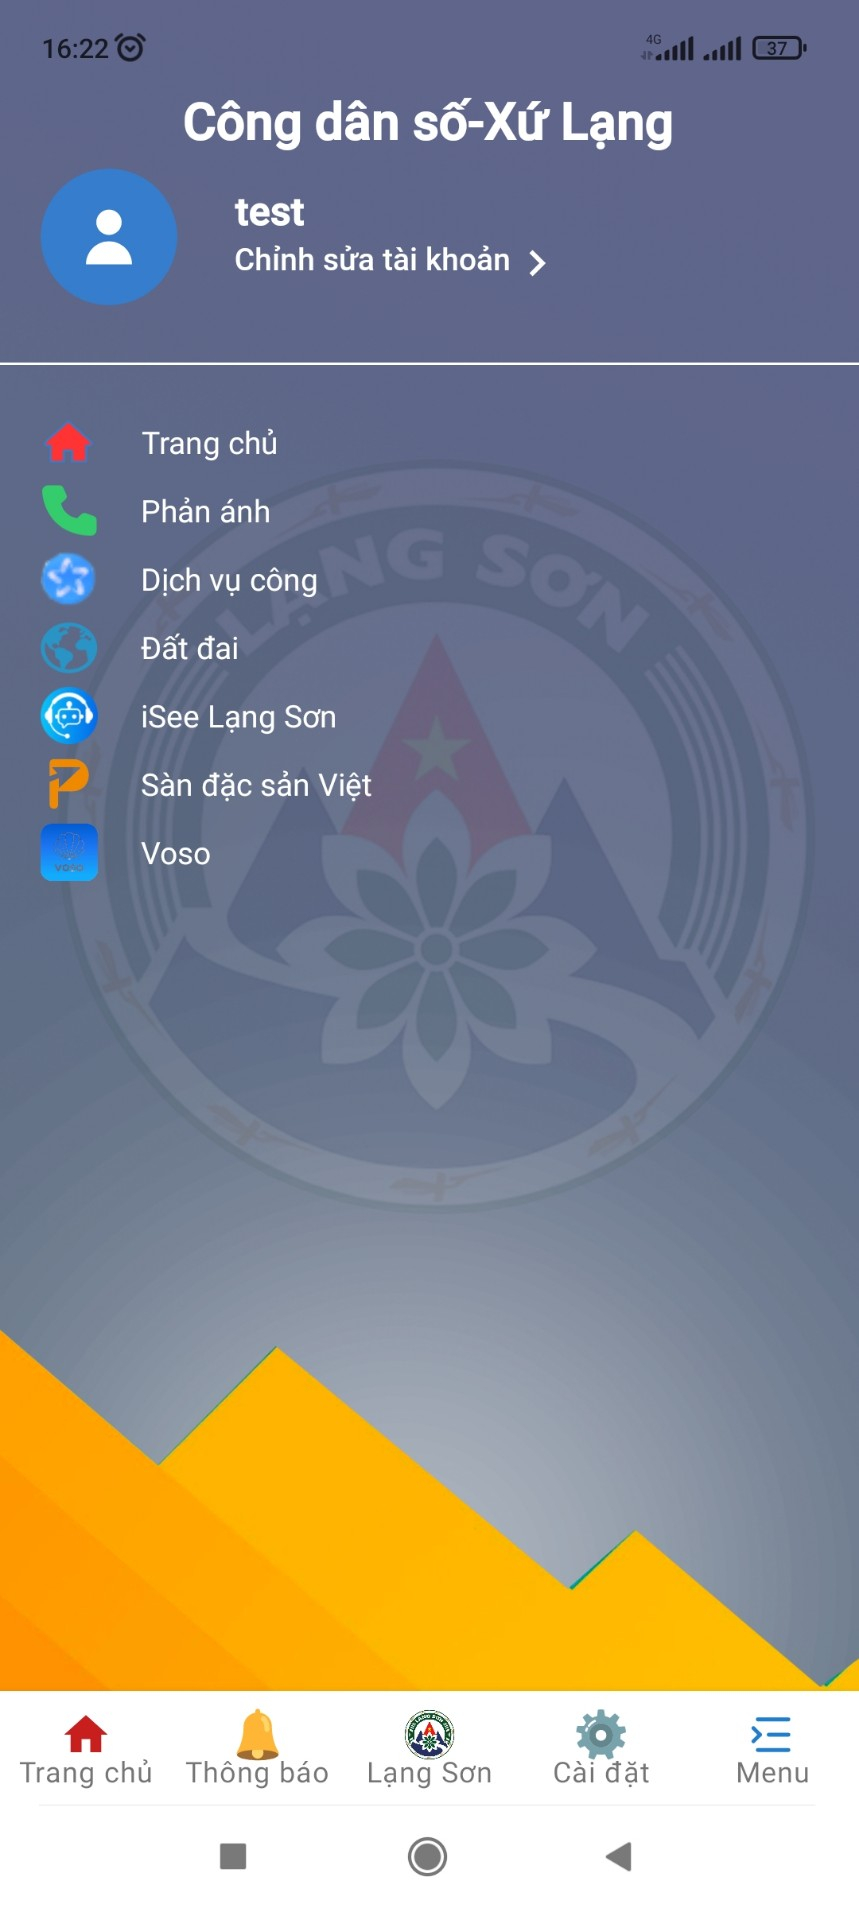 16:22
4G
37
Công dân số-Xứ Lạng
test
Chỉnh sửa tài khoản
Trang chủ
Phản ánh
Dịch vụ công
Đất đai
iSee Lạng Sơn
Sàn đặc sản Việt
VOSO
Voso
LẠNG SƠN
Trang chủ
Thông báo
Lạng Sơn
Cài đặt
Menu